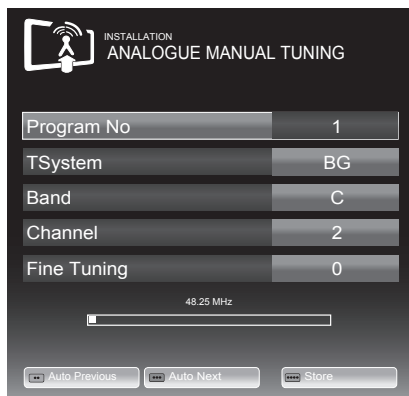 INSTALLATION
ANALOGUE MANUAL TUNING
Program No 1
TSystem BG
Band C
Channel 2
Fine Tuning 0
48.25 MHz
Auto Previous Auto Next Store